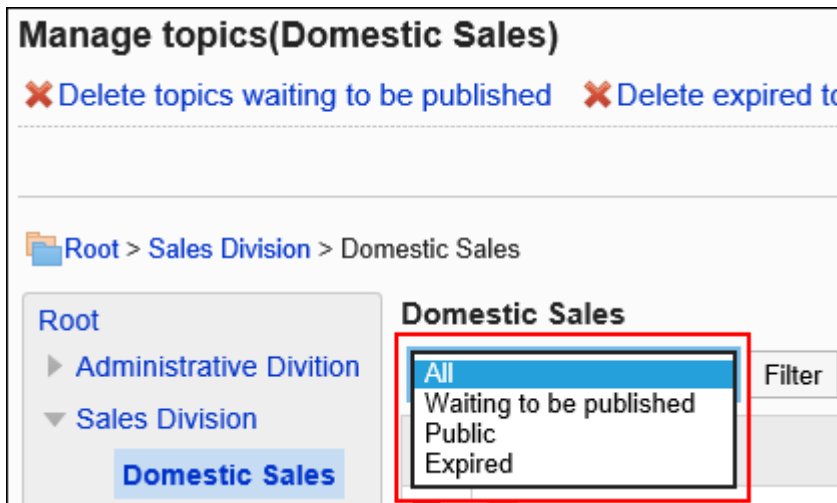 Manage topics(Domestic Sales)
Delete topics waiting to be published Delete expired
Root > Sales Division > Domestic Sales
Root
Administrative Divition
Sales Division
Domestic Sales
Domestic Sales
All
Waiting to be published
Public
Expired
Filter